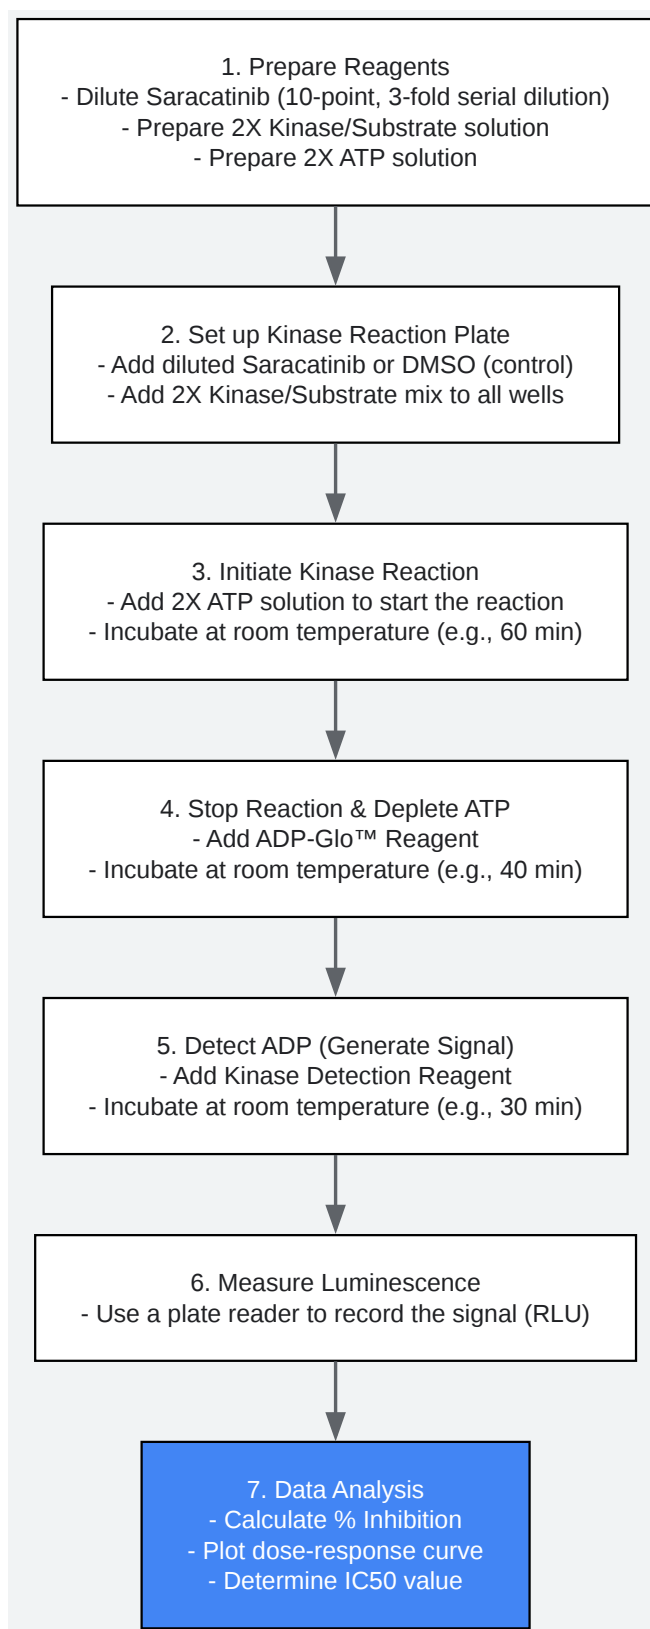 1. Prepare Reagents
- Dilute Saracatinib (10-point, 3-fold serial dilution)
- Prepare 2X Kinase/Substrate solution
- Prepare 2X ATP solution
2. Set up Kinase Reaction Plate
- Add diluted Saracatinib or DMSO (control)
- Add 2X Kinase/Substrate mix to all wells
3. Initiate Kinase Reaction
- Add 2X ATP solution to start the reaction
- Incubate at room temperature (e.g., 60 min)
4. Stop Reaction & Deplete ATP
- Add ADP-Glo™ Reagent
- Incubate at room temperature (e.g., 40 min)
5. Detect ADP (Generate Signal)
- Add Kinase Detection Reagent
- Incubate at room temperature (e.g., 30 min)
6. Measure Luminescence
- Use a plate reader to record the signal (RLU)
7. Data Analysis
- Calculate % Inhibition
- Plot dose-response curve
- Determine IC50 value